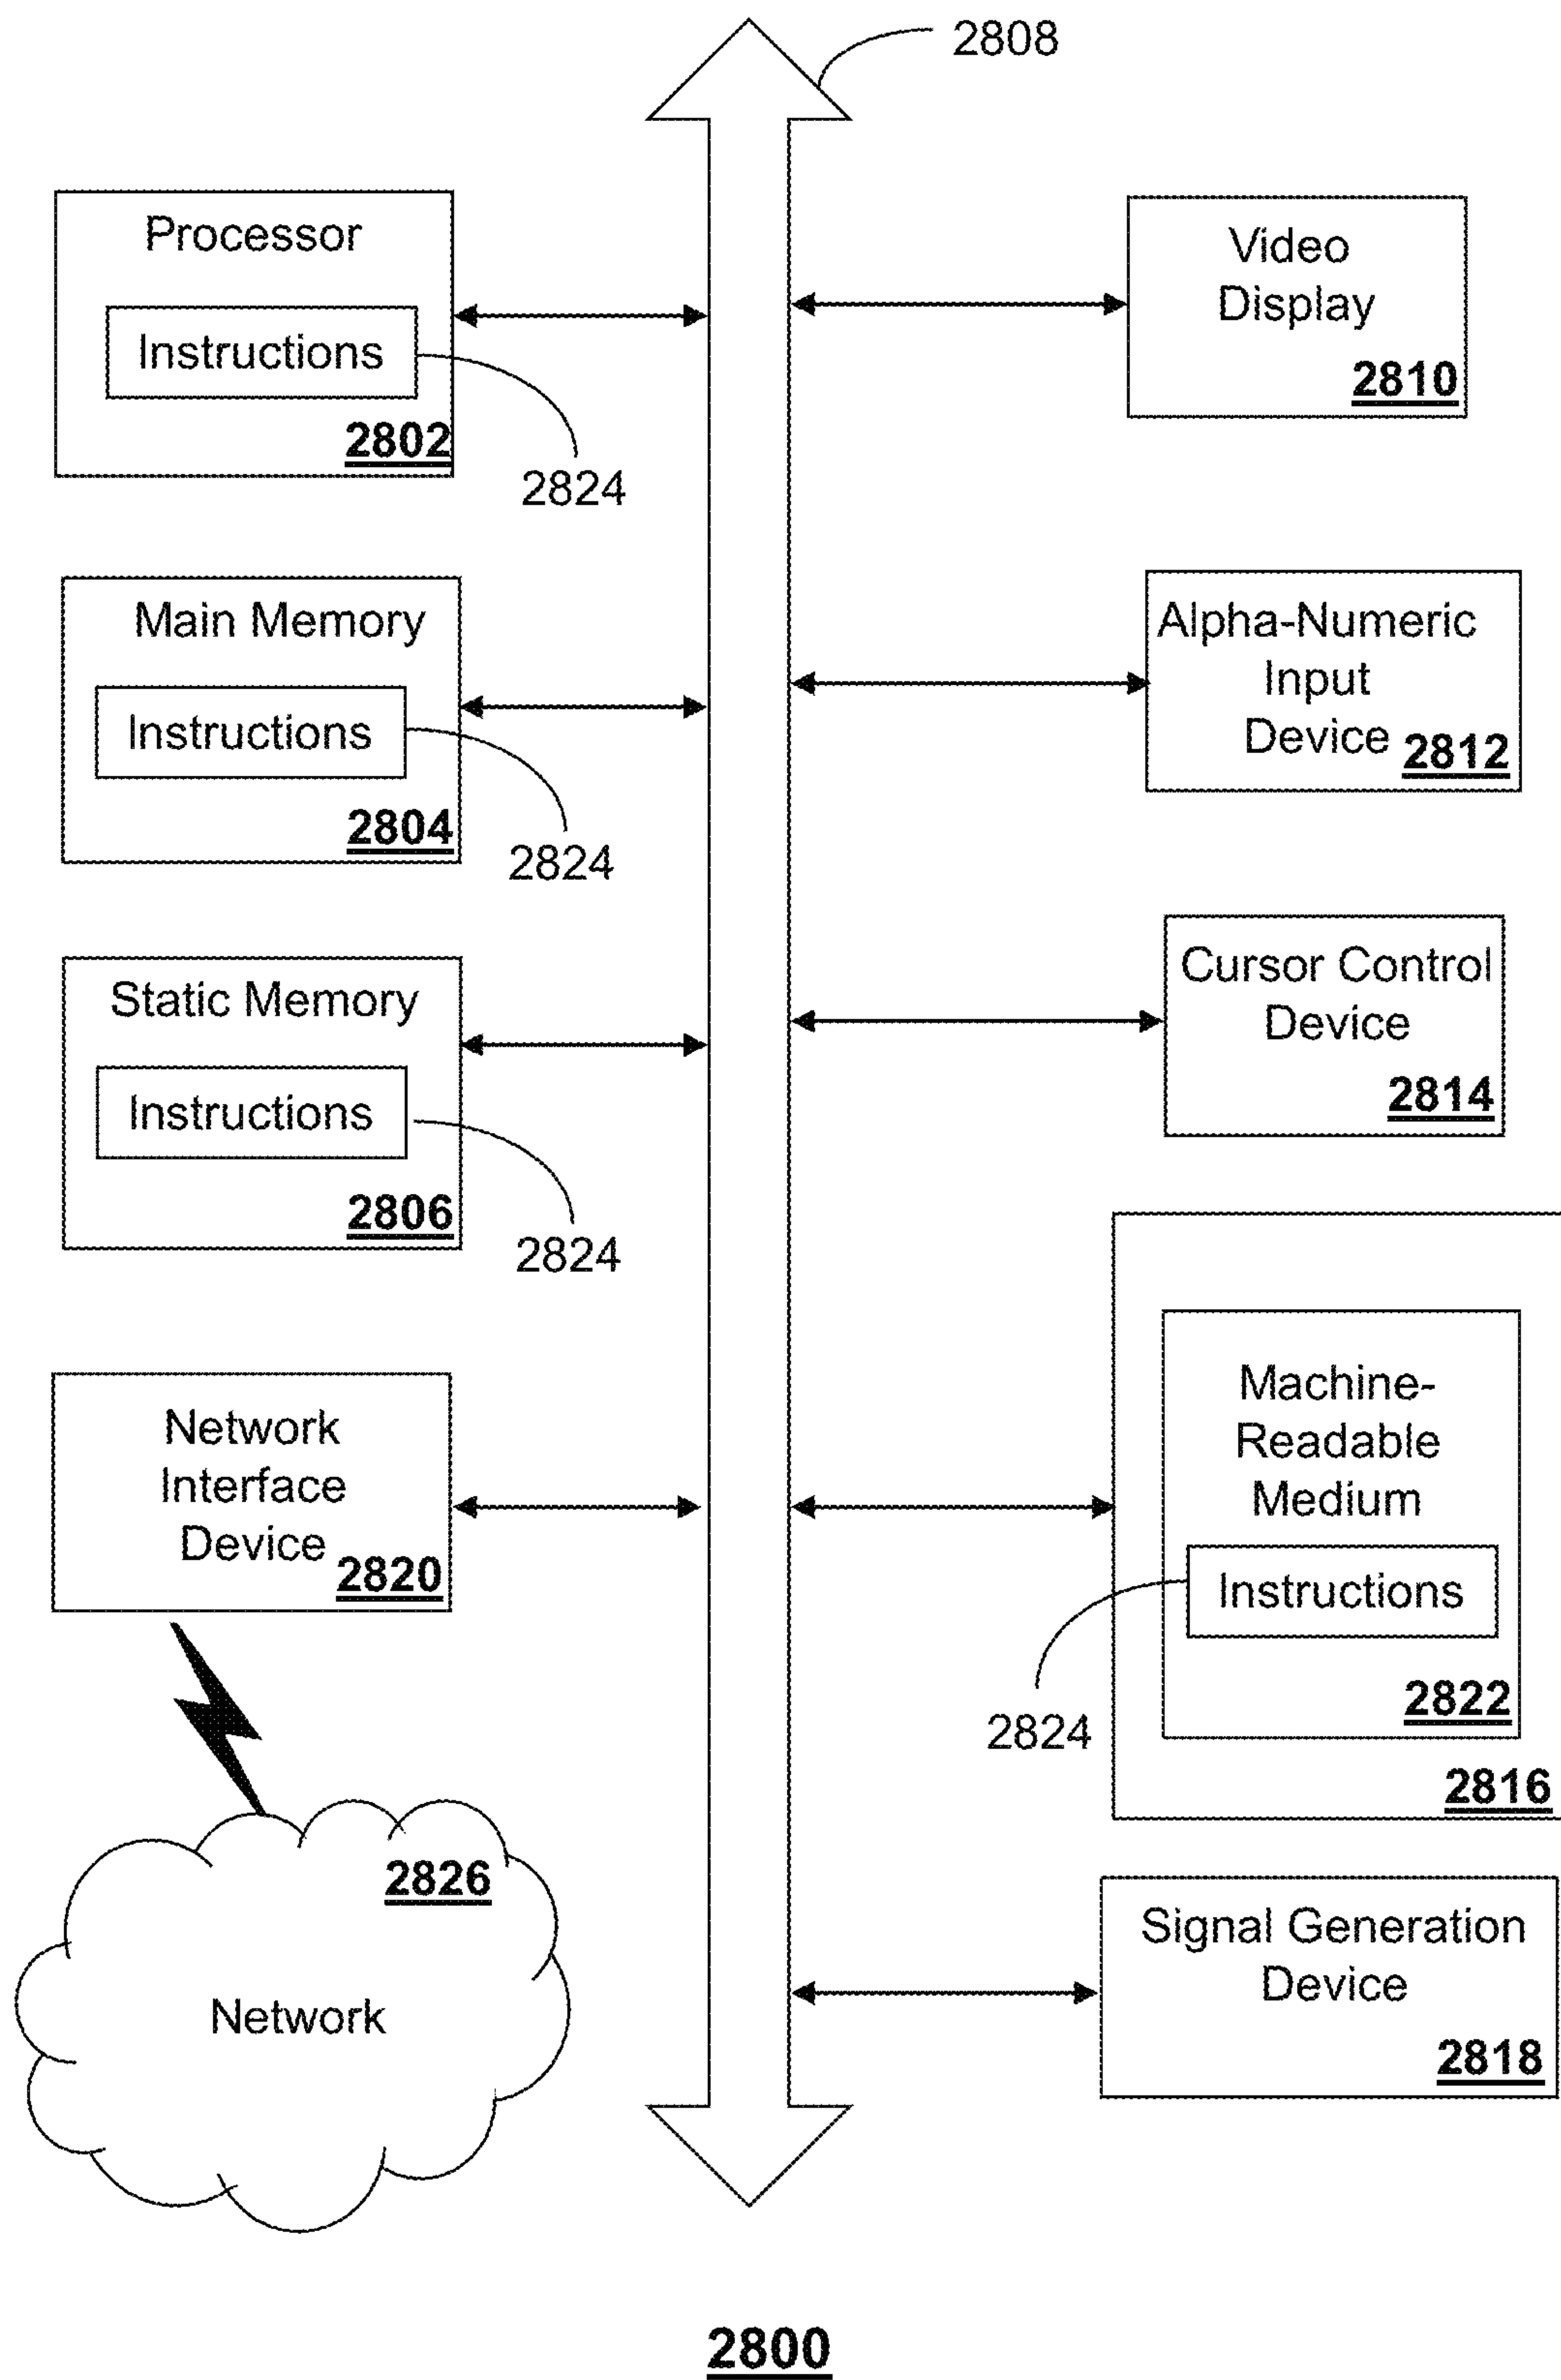 2808
Processor
Instructions
2802
2824
Main Memory
Instructions
2804
2824
Static Memory
Instructions
2806
2824
Network
Interface
Device
2820
2826
Network
Video
Display
2810
Alpha-Numeric
Input
Device
2812
Cursor Control
Device
2814
Machine-
Readable
Medium
Instructions
2824
2822
2816
Signal Generation
Device
2818
2800